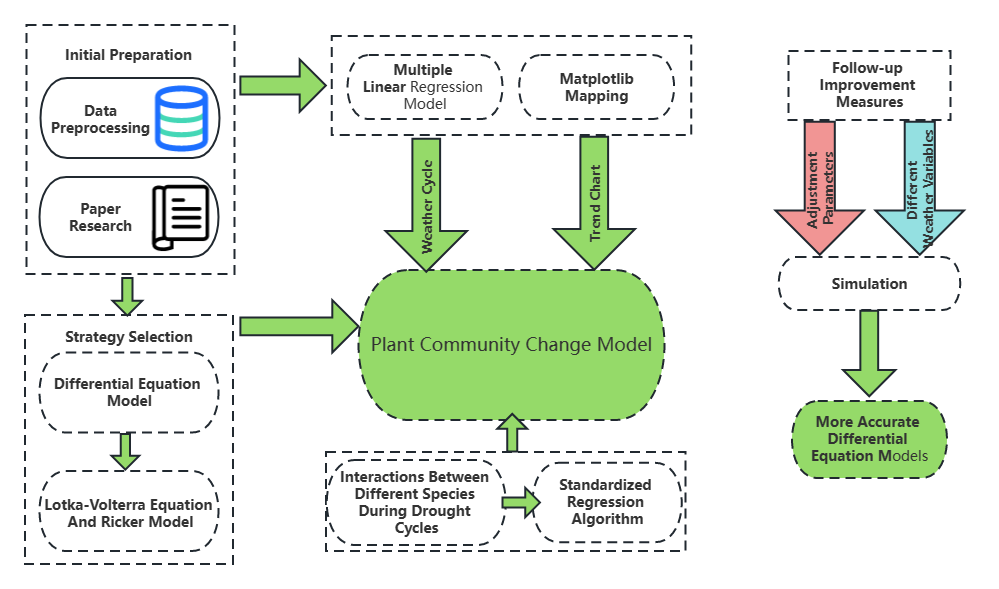 Initial Preparation
Data
Preprocessing
Paper
Research
Strategy Selection
Differential Equation
Model
Lotka-Volterra Equation
And Ricker Model
Multiple
Linear Regression
Model
Matplotlib
Mapping
Weather Cycle
Trend Chart
Plant Community Change Model
Interactions Between
Different Species
During Drought
Cycles
Standardized
Regression
Algorithm
Follow-up
Improvement
Measures
Adjustment
Parameters
Different
Weather Variables
Simulation
More Accurate
Differential
Equation Models